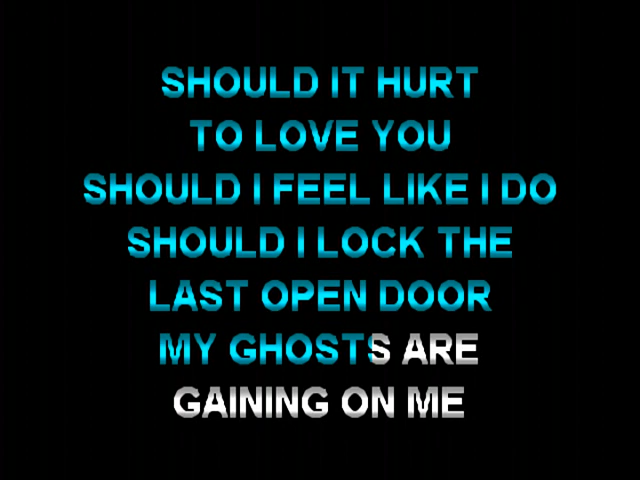 SHOULD IT HURT
TO LOVE YOU
SHOULD I FEEL LIKE I DO
SHOULD I LOCK THE
LAST OPEN DOOR
MY GHOSTS ARE
GAINING ON ME